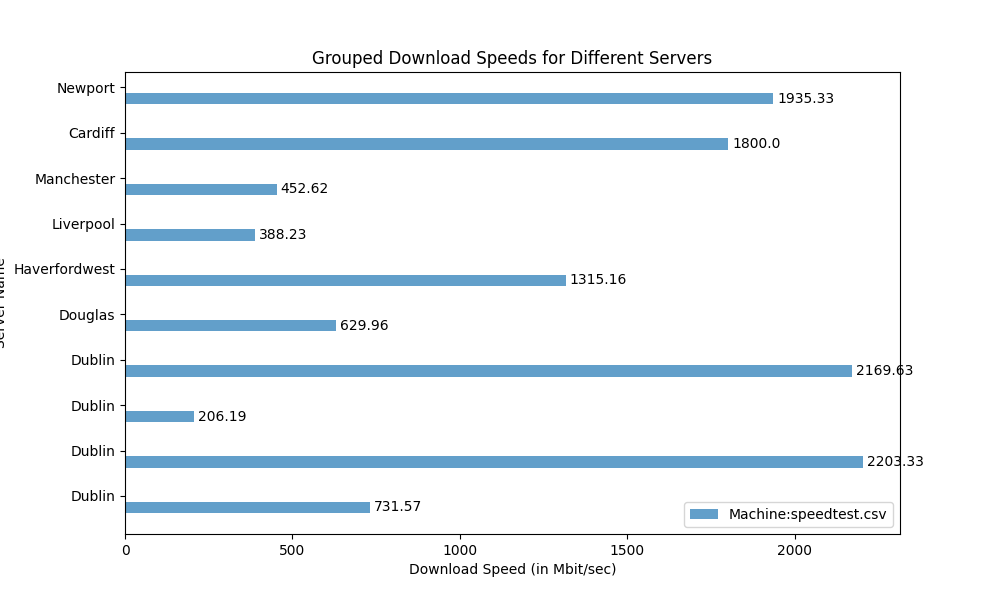 Grouped Download Speeds for Different Servers
Newport
1935.33
Cardiff
1800.0
Manchester
452.62
Liverpool
388.23
Haverfordwest
1315.16
Douglas
629.96
Dublin
2169.63
Dublin
206.19
Dublin
2203.33
Dublin
731.57
Server Name
Machine:speedtest.csv
0 500 1000 1500 2000
Download Speed (in Mbit/sec)